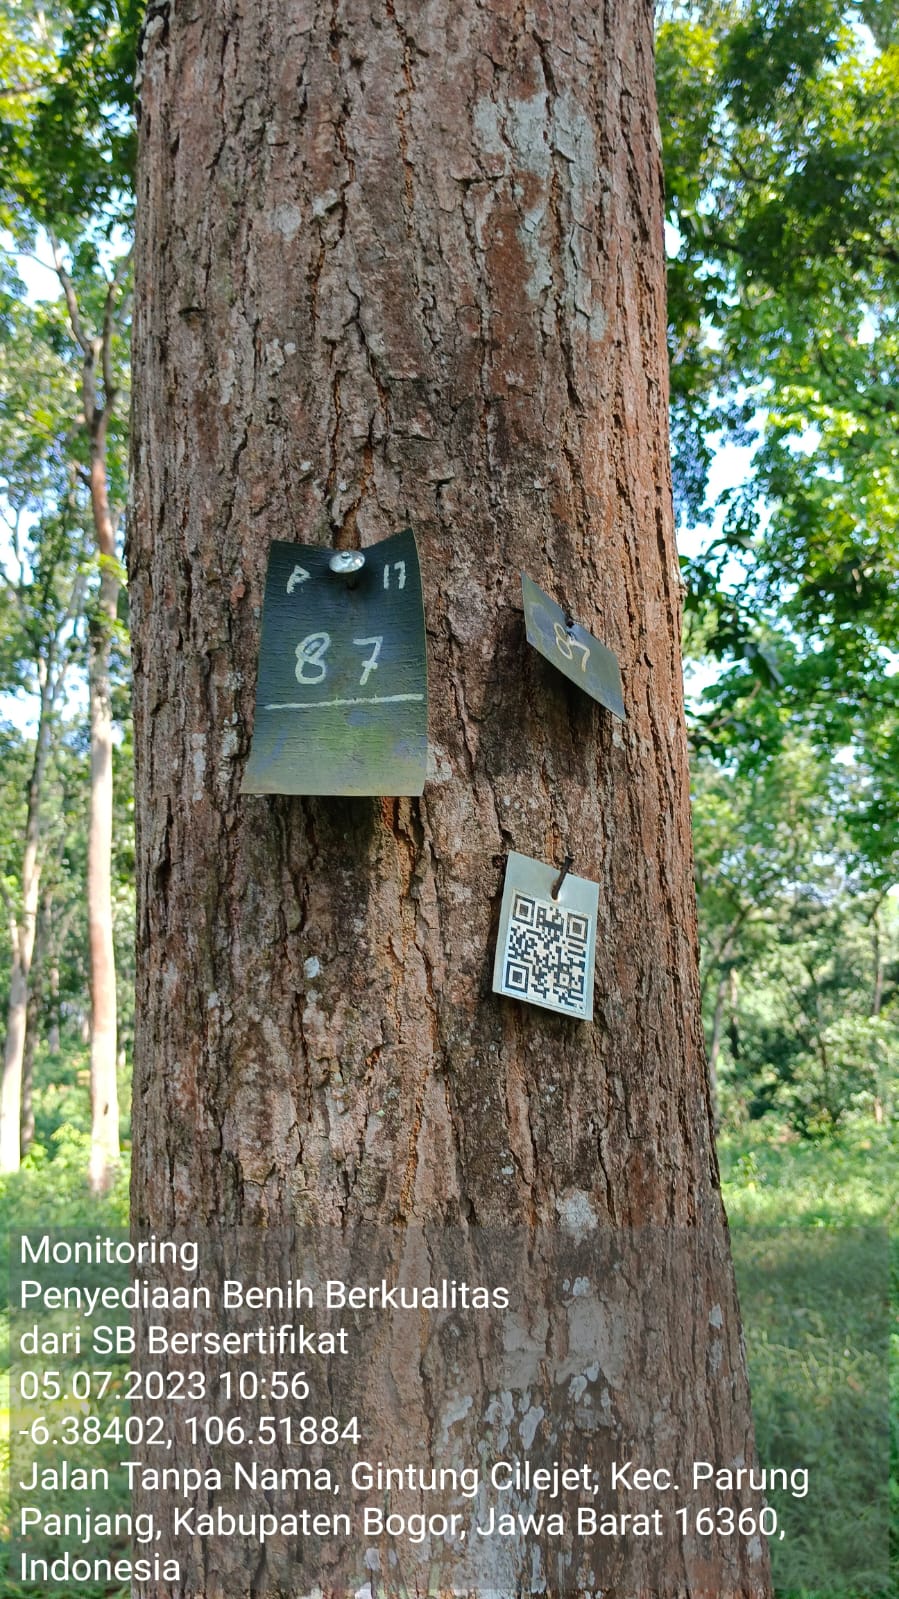 P 17
87
87
Monitoring
Penyediaan Benih Berkualitas
dari SB Bersertifikat
05.07.2023 10:56
-6.38402, 106.51884
Jalan Tanpa Nama, Gintung Cilejet, Kec. Parung
Panjang, Kabupaten Bogor, Jawa Barat 16360,
Indonesia